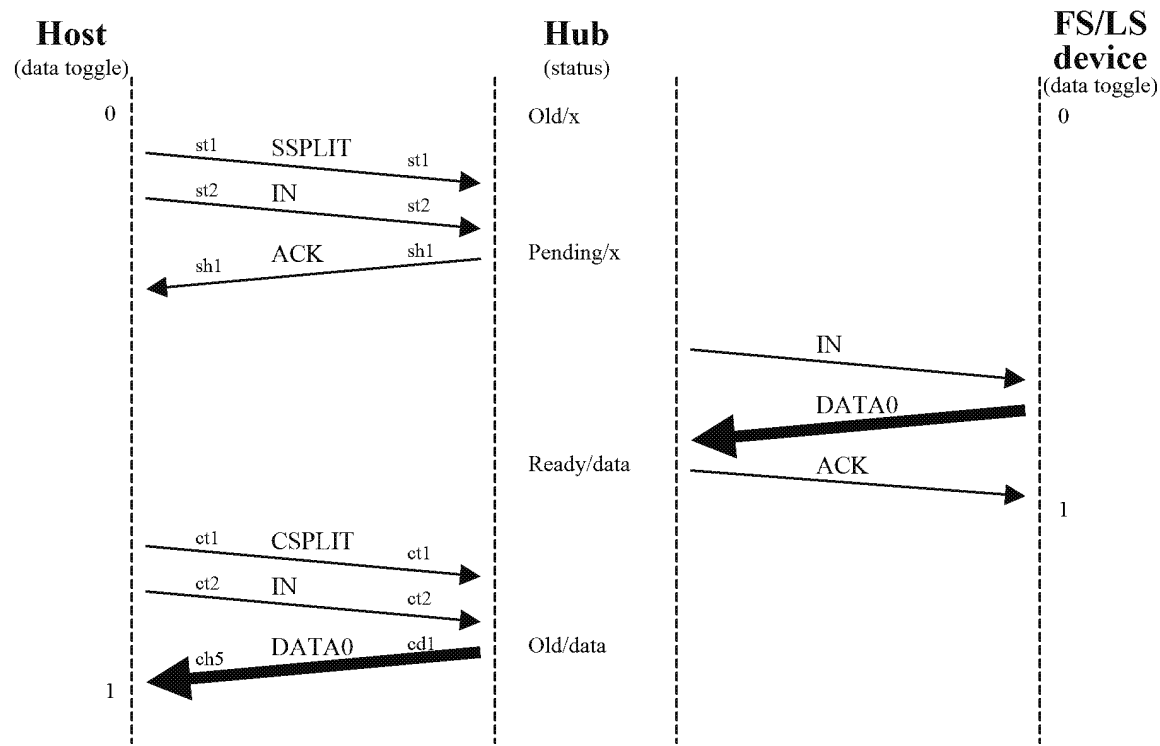 Host
(data toggle)
Hub
(status)
FS/LS
device
(data toggle)
0
Old/x
0
st1 SSPLIT st1
st2 IN st2
Pending/x
sh1 ACK sh1
IN
DATA0
Ready/data
ACK
1
ct1 CSPLIT ct1
ct2 IN ct2
Old/data
ch5 DATA0 cd1
1